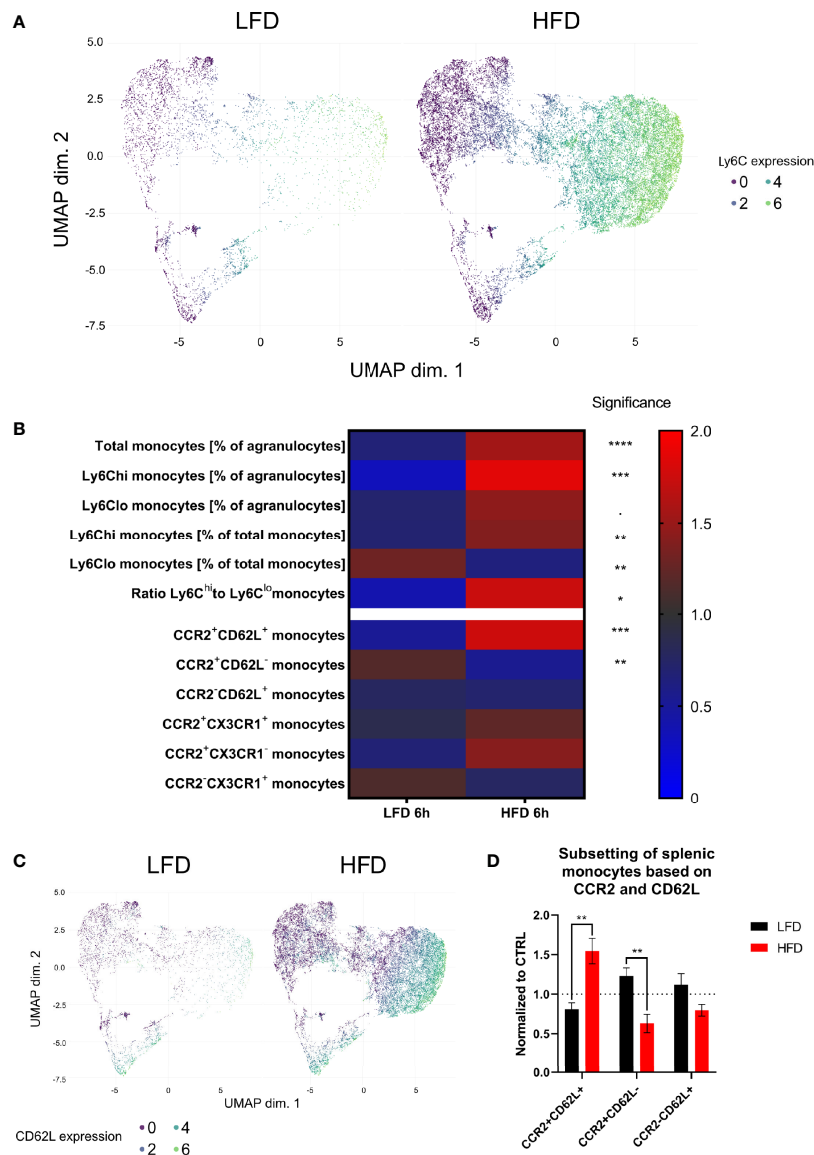 A
LFD
HFD
5.0
2.5
0.0
-2.5
-5.0
-7.5
UMAP dim. 2
-5
0
5
-5
0
5
UMAP dim. 1
Ly6C expression
0
4
2
6
B
Significance
Total monocytes [% of agranulocytes]
****
Ly6Chi monocytes [% of agranulocytes]
***
Ly6Clo monocytes [% of agranulocytes]
.
Ly6Chi monocytes [% of total monocytes]
**
Ly6Clo monocytes [% of total monocytes]
**
Ratio Ly6Chi to Ly6Clo monocytes
*
CCR2+CD62L+ monocytes
***
CCR2+CD62L- monocytes
**
CCR2-CD62L+ monocytes
CCR2+CX3CR1+ monocytes
CCR2+CX3CR1- monocytes
CCR2-CX3CR1+ monocytes
LFD 6h
HFD 6h
2.0
1.5
1.0
0.5
0
C
LFD
HFD
5.0
2.5
0.0
-2.5
-5.0
-7.5
UMAP dim. 2
-5
0
5
-5
0
5
UMAP dim. 1
CD62L expression
0
4
2
6
D
Subsetting of splenic
monocytes based on
CCR2 and CD62L
2.0
1.5
1.0
0.5
0.0
Normalized to CTRL
**
**
LFD
HFD
CCR2+CD62L+
CCR2+CD62L-
CCR2-CD62L+